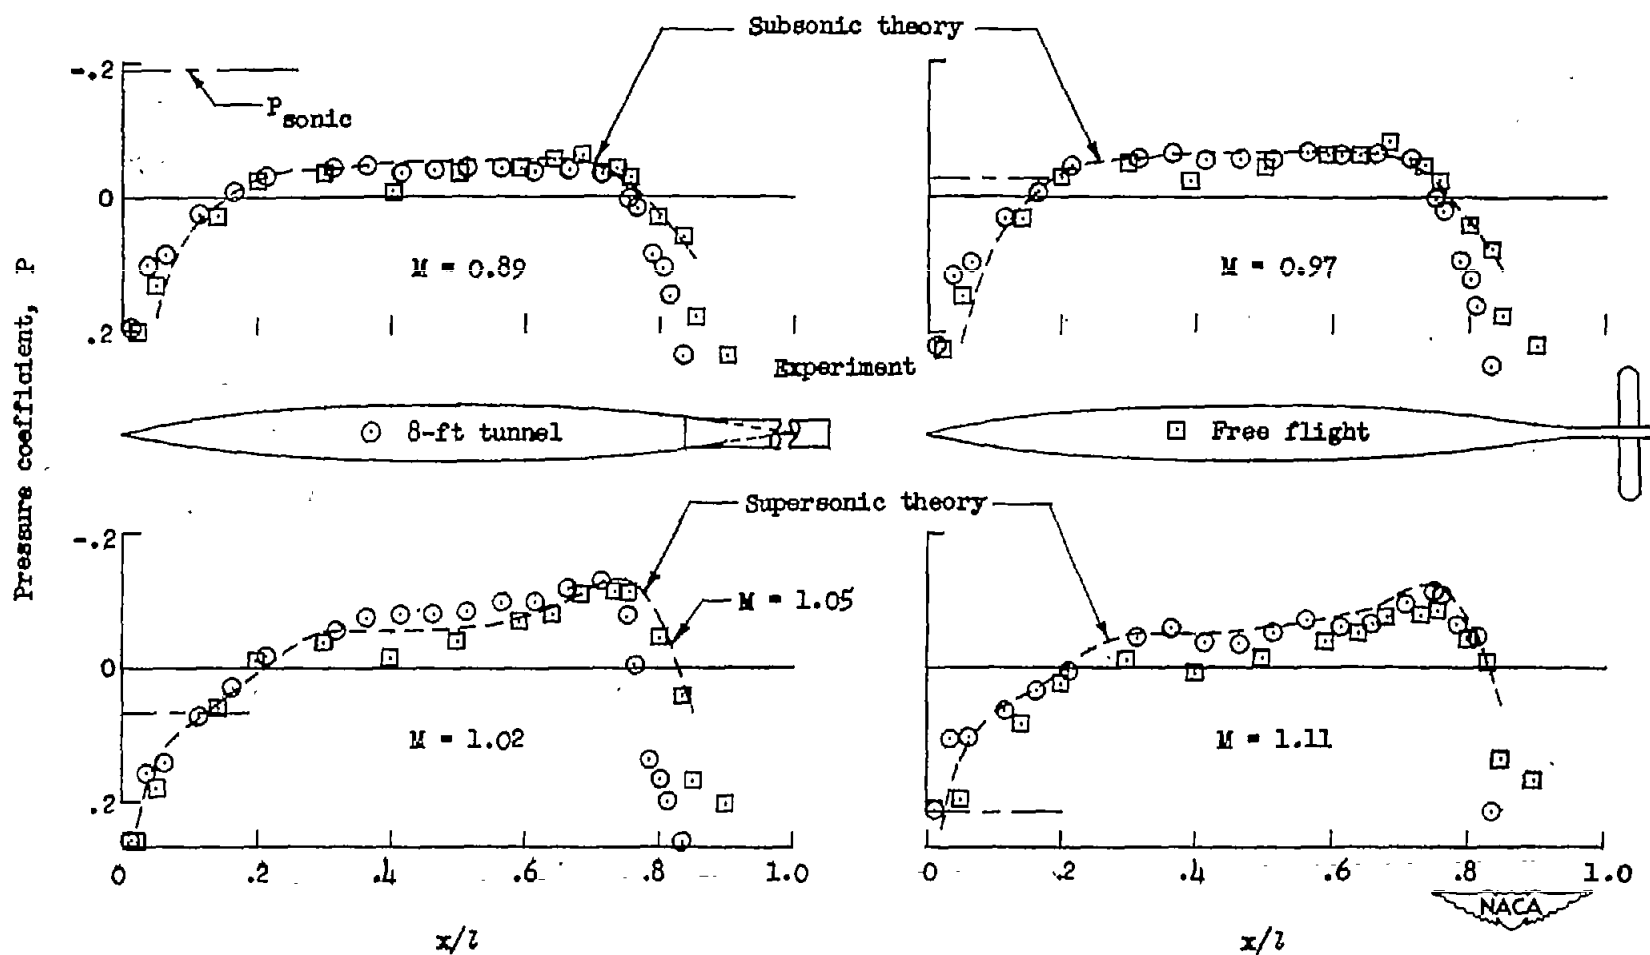 Subsonic theory
-.2
P sonic
0
M = 0.89
M = 0.97
.2
Experiment
Pressure coefficient, P
8-ft tunnel
Free flight
Supersonic theory
-.2
M = 1.05
0
M = 1.02
M = 1.11
.2
0 .2 .4 .6 .8 1.0
0 .2 .4 .6 .8 1.0
NACA
x/l
x/l